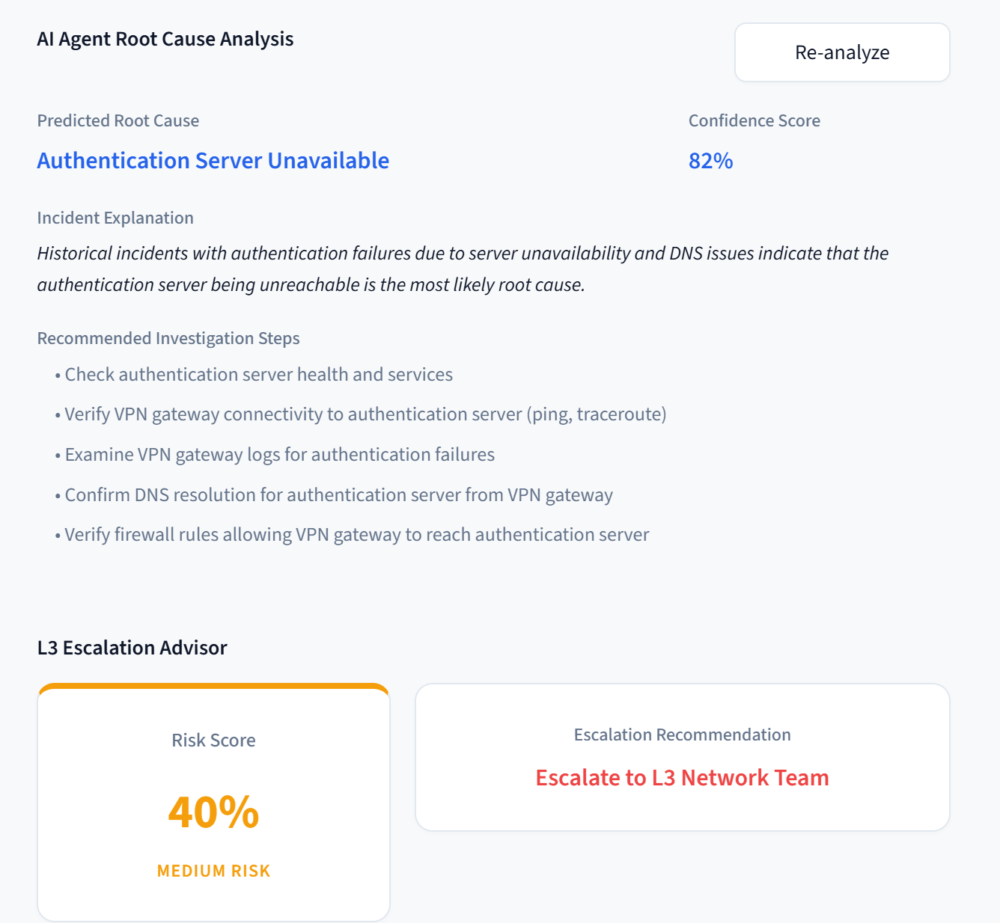 AI Agent Root Cause Analysis
Re-analyze
Predicted Root Cause
Confidence Score
Authentication Server Unavailable
82%
Incident Explanation
Historical incidents with authentication failures due to server unavailability and DNS issues indicate that the
authentication server being unreachable is the most likely root cause.
Recommended Investigation Steps
• Check authentication server health and services
• Verify VPN gateway connectivity to authentication server (ping, traceroute)
• Examine VPN gateway logs for authentication failures
• Confirm DNS resolution for authentication server from VPN gateway
• Verify firewall rules allowing VPN gateway to reach authentication server
L3 Escalation Advisor
Risk Score
40%
MEDIUM RISK
Escalation Recommendation
Escalate to L3 Network Team